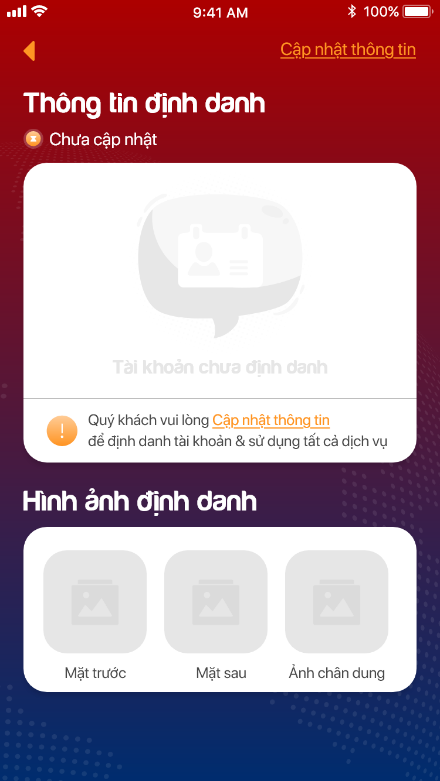 9:41 AM
100%
Cập nhật thông tin
Thông tin định danh
Chưa cập nhật
Tài khoản chưa định danh
Quý khách vui lòng Cập nhật thông tin
để định danh tài khoản & sử dụng tất cả dịch vụ
Hình ảnh định danh
Mặt trước
Mặt sau
Ảnh chân dung